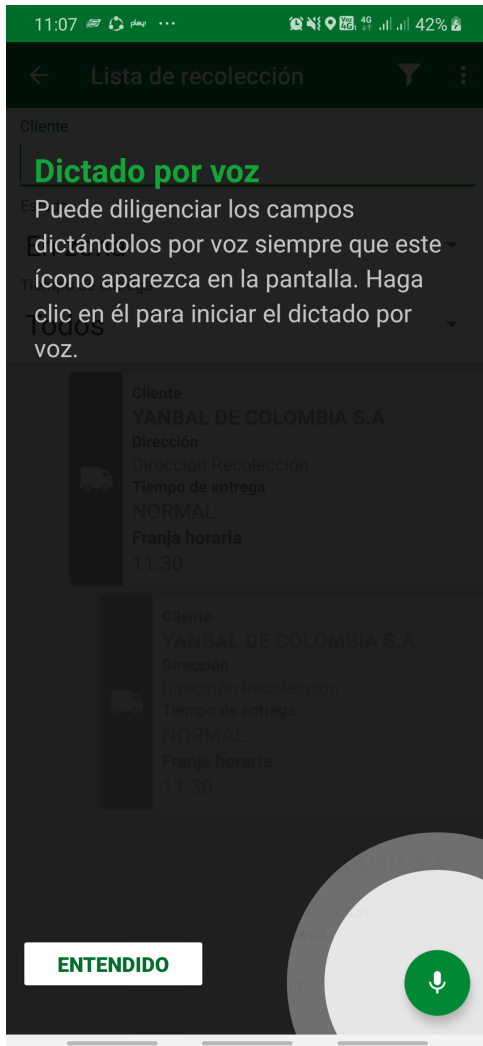 11:07
42%
Lista de recolección
Cliente
Dictado por voz
Puede diligenciar los campos
dictándolos por voz siempre que este
ícono aparezca en la pantalla. Haga
clic en él para iniciar el dictado por
voz.
En zona
Todos
Cliente
YANBAL DE COLOMBIA S.A
Dirección
Dirección Recolección
Tiempo de entrega
NORMAL
Franja horaria
11:30
Cliente
YANBAL DE COLOMBIA S.A
Dirección
Dirección Recolección
Tiempo de entrega
NORMAL
Franja horaria
11:30
ENTENDIDO